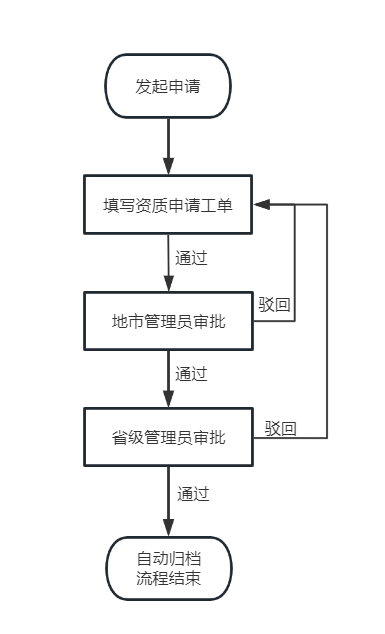 发起申请
填写资质申请工单
通过
驳回
地市管理员审批
通过
驳回
省级管理员审批
通过
自动归档
流程结束